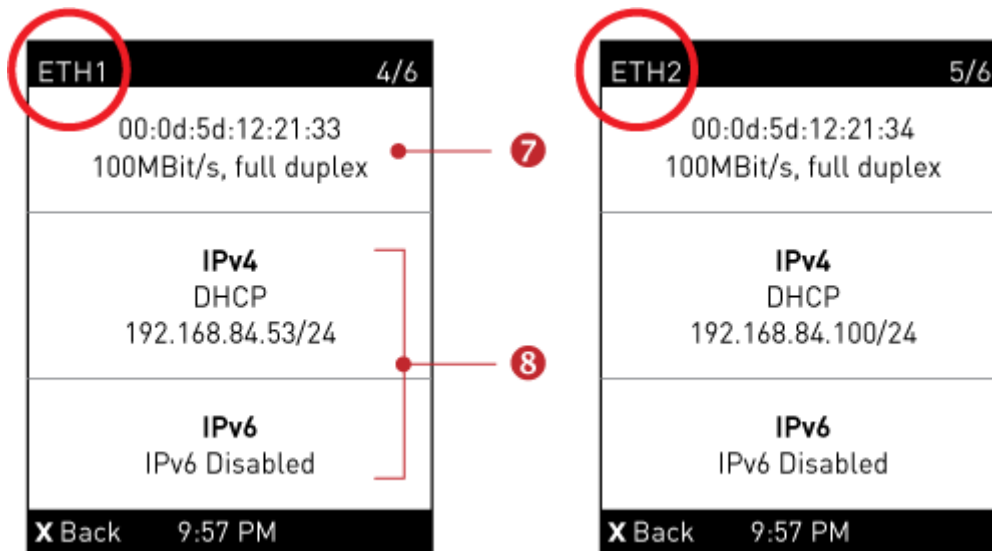 ETH1 4/6
00:0d:5d:12:21:33
100MBit/s, full duplex
7
IPv4
DHCP
192.168.84.53/24
8
IPv6
IPv6 Disabled
X Back 9:57 PM
ETH2 5/6
00:0d:5d:12:21:34
100MBit/s, full duplex
IPv4
DHCP
192.168.84.100/24
IPv6
IPv6 Disabled
X Back 9:57 PM